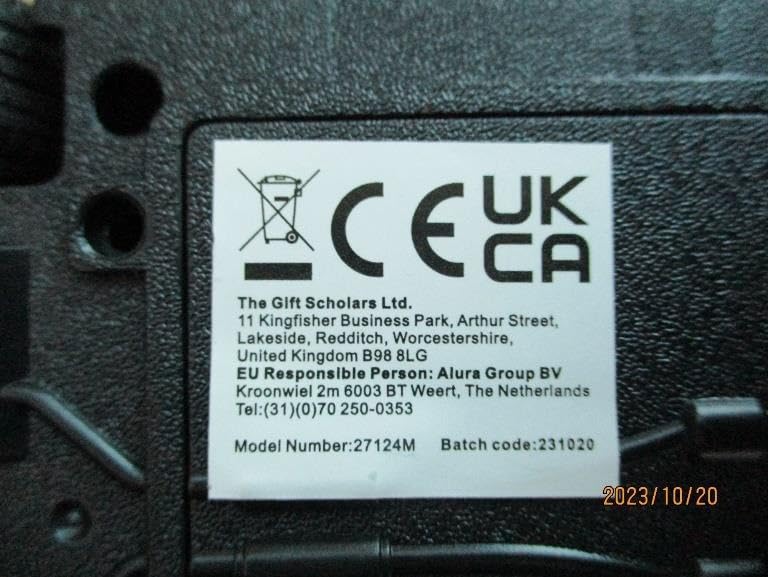 CE UK
CA
The Gift Scholars Ltd.
11 Kingfisher Business Park, Arthur Street,
Lakeside, Redditch, Worcestershire,
United Kingdom B98 8LG
EU Responsible Person: Alura Group BV
Kroonwiel 2m 6003 BT Weert, The Netherlands
Tel:(31)(0)70 250-0353
Model Number:27124M Batch code:231020
2023/10/20